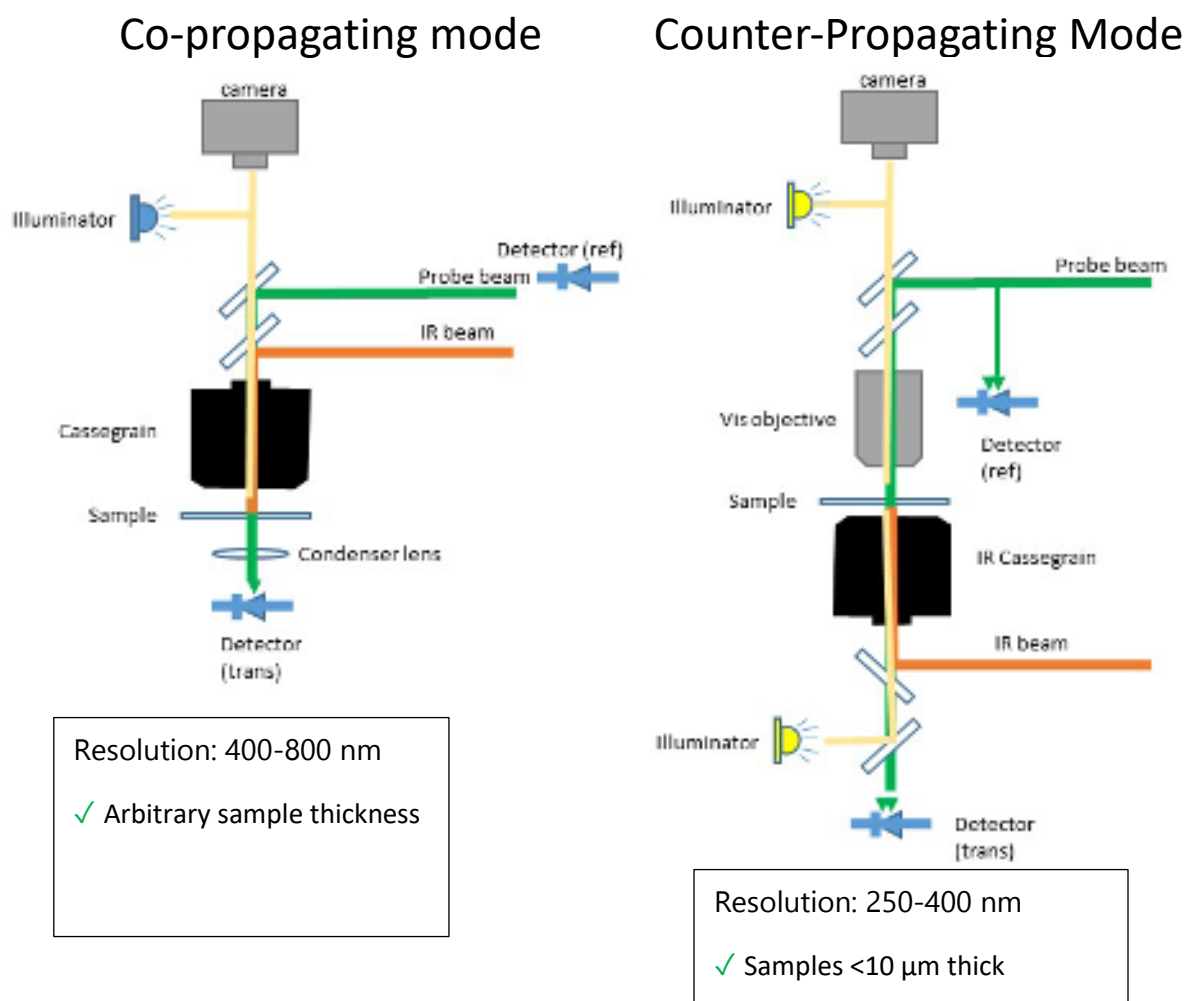 Co-propagating mode
camera
Illuminator
Detector (ref)
Probe beam
IR beam
Cassegrain
Sample
Condenser lens
Detector
(trans)
Resolution: 400-800 nm
✓ Arbitrary sample thickness
Counter-Propagating Mode
camera
Illuminator
Probe beam
Vis objective
Detector
(ref)
Sample
IR Cassegrain
IR beam
Illuminator
Detector
(trans)
Resolution: 250-400 nm
✓ Samples <10 µm thick